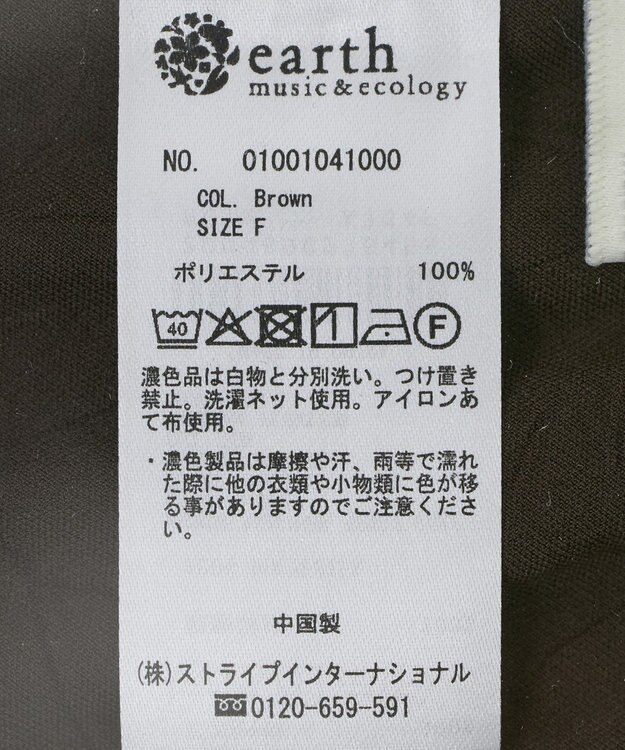 earth
music&ecology
NO. 01001041000
COL. Brown
SIZE F
ポリエステル 100%
40 F
濃色品は白物と分別洗い。つけ置き
禁止。洗濯ネット使用。アイロンあ
て布使用。
・濃色製品は摩擦や汗、雨等で濡れ
た際に他の衣類や小物類に色が移
る事がありますのでご注意くださ
い。
中国製
(株)ストライプインターナショナル
0120-659-591